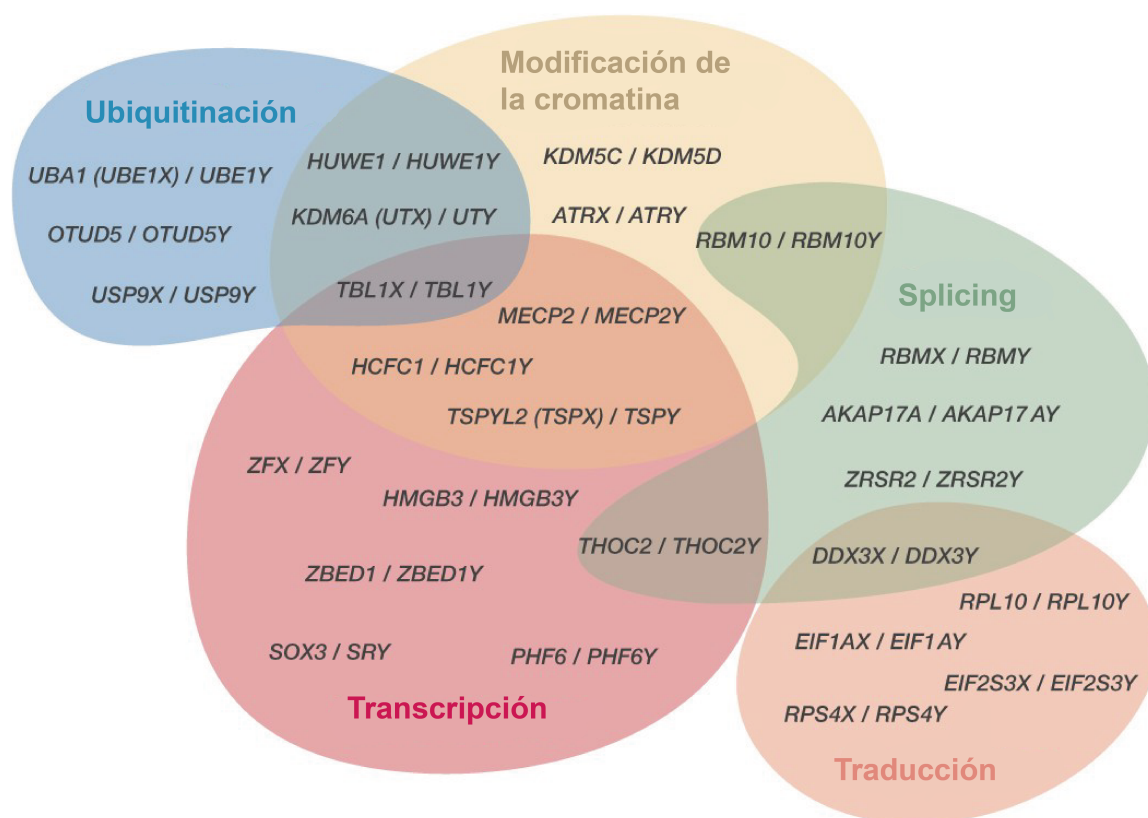 Modificación de
la cromatina
Ubiquitinación
UBA1 (UBE1X) / UBE1Y
OTUD5 / OTUD5Y
USP9X / USP9Y
HUWE1 / HUWE1Y
KDM6A (UTX) / UTY
TBL1X / TBL1Y
KDM5C / KDM5D
ATRX / ATRY
RBM10 / RBM10Y
MECP2 / MECP2Y
HCFC1 / HCFC1Y
TSPYL2 (TSPX) / TSPY
Splicing
RBMX / RBMY
AKAP17A / AKAP17AY
ZRSR2 / ZRSR2Y
THOC2 / THOC2Y
DDX3X / DDX3Y
ZFX / ZFY
HMGB3 / HMGB3Y
ZBED1 / ZBED1Y
SOX3 / SRY
PHF6 / PHF6Y
Transcripción
RPL10 / RPL10Y
EIF1AX / EIF1AY
EIF2S3X / EIF2S3Y
RPS4X / RPS4Y
Traducción